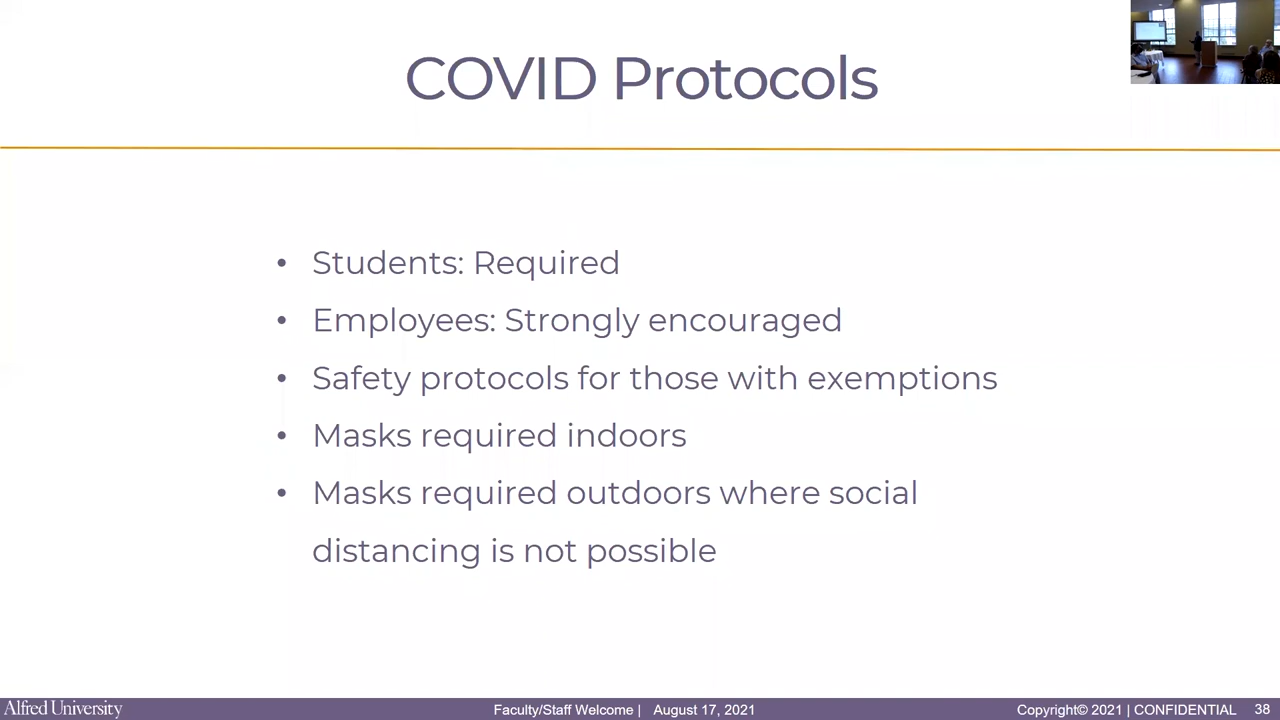 COVID Protocols
• Students: Required
• Employees: Strongly encouraged
• Safety protocols for those with exemptions
• Masks required indoors
• Masks required outdoors where social
distancing is not possible
Alfred University Faculty/Staff Welcome | August 17, 2021 Copyright© 2021 | CONFIDENTIAL 38